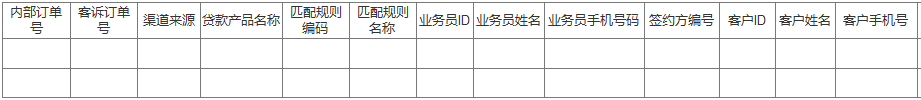 内部订单号
客诉订单号
渠道来源
贷款产品名称
匹配规则编码
匹配规则名称
业务员ID
业务员姓名
业务员手机号码
签约方编号
客户ID
客户姓名
客户手机号